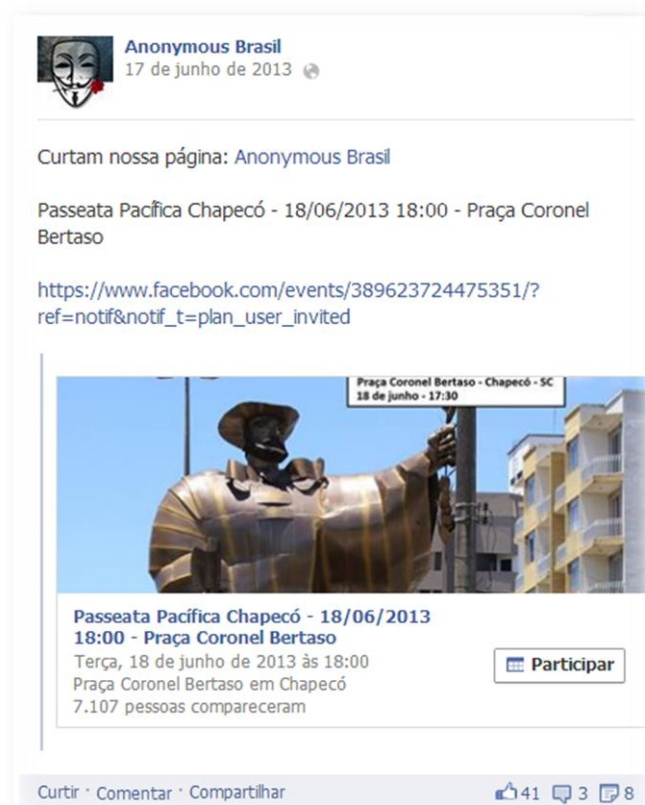 Anonymous Brasil
17 de junho de 2013
Curtam nossa página: Anonymous Brasil
Passeata Pacífica Chapecó - 18/06/2013 18:00 - Praça Coronel
Bertaso
https://www.facebook.com/events/389623724475351/?
ref=notif&notif_t=plan_user_invited
Praça Coronel Bertaso - Chapecó - SC
18 de junho - 17:30
Passeata Pacífica Chapecó - 18/06/2013
18:00 - Praça Coronel Bertaso
Terça, 18 de junho de 2013 às 18:00
Praça Coronel Bertaso em Chapecó
7.107 pessoas compareceram
Participar
Curtir · Comentar · Compartilhar
41 3 8